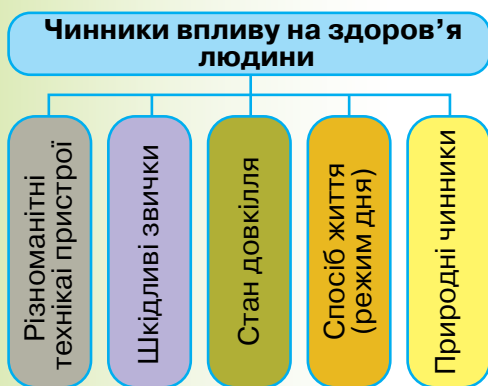 Чинники впливу на здоров’я
людини
Різноманітні
технікаі пристрої
Шкідливі звички
Стан довкілля
Спосіб життя
(режим дня)
Природні чинники